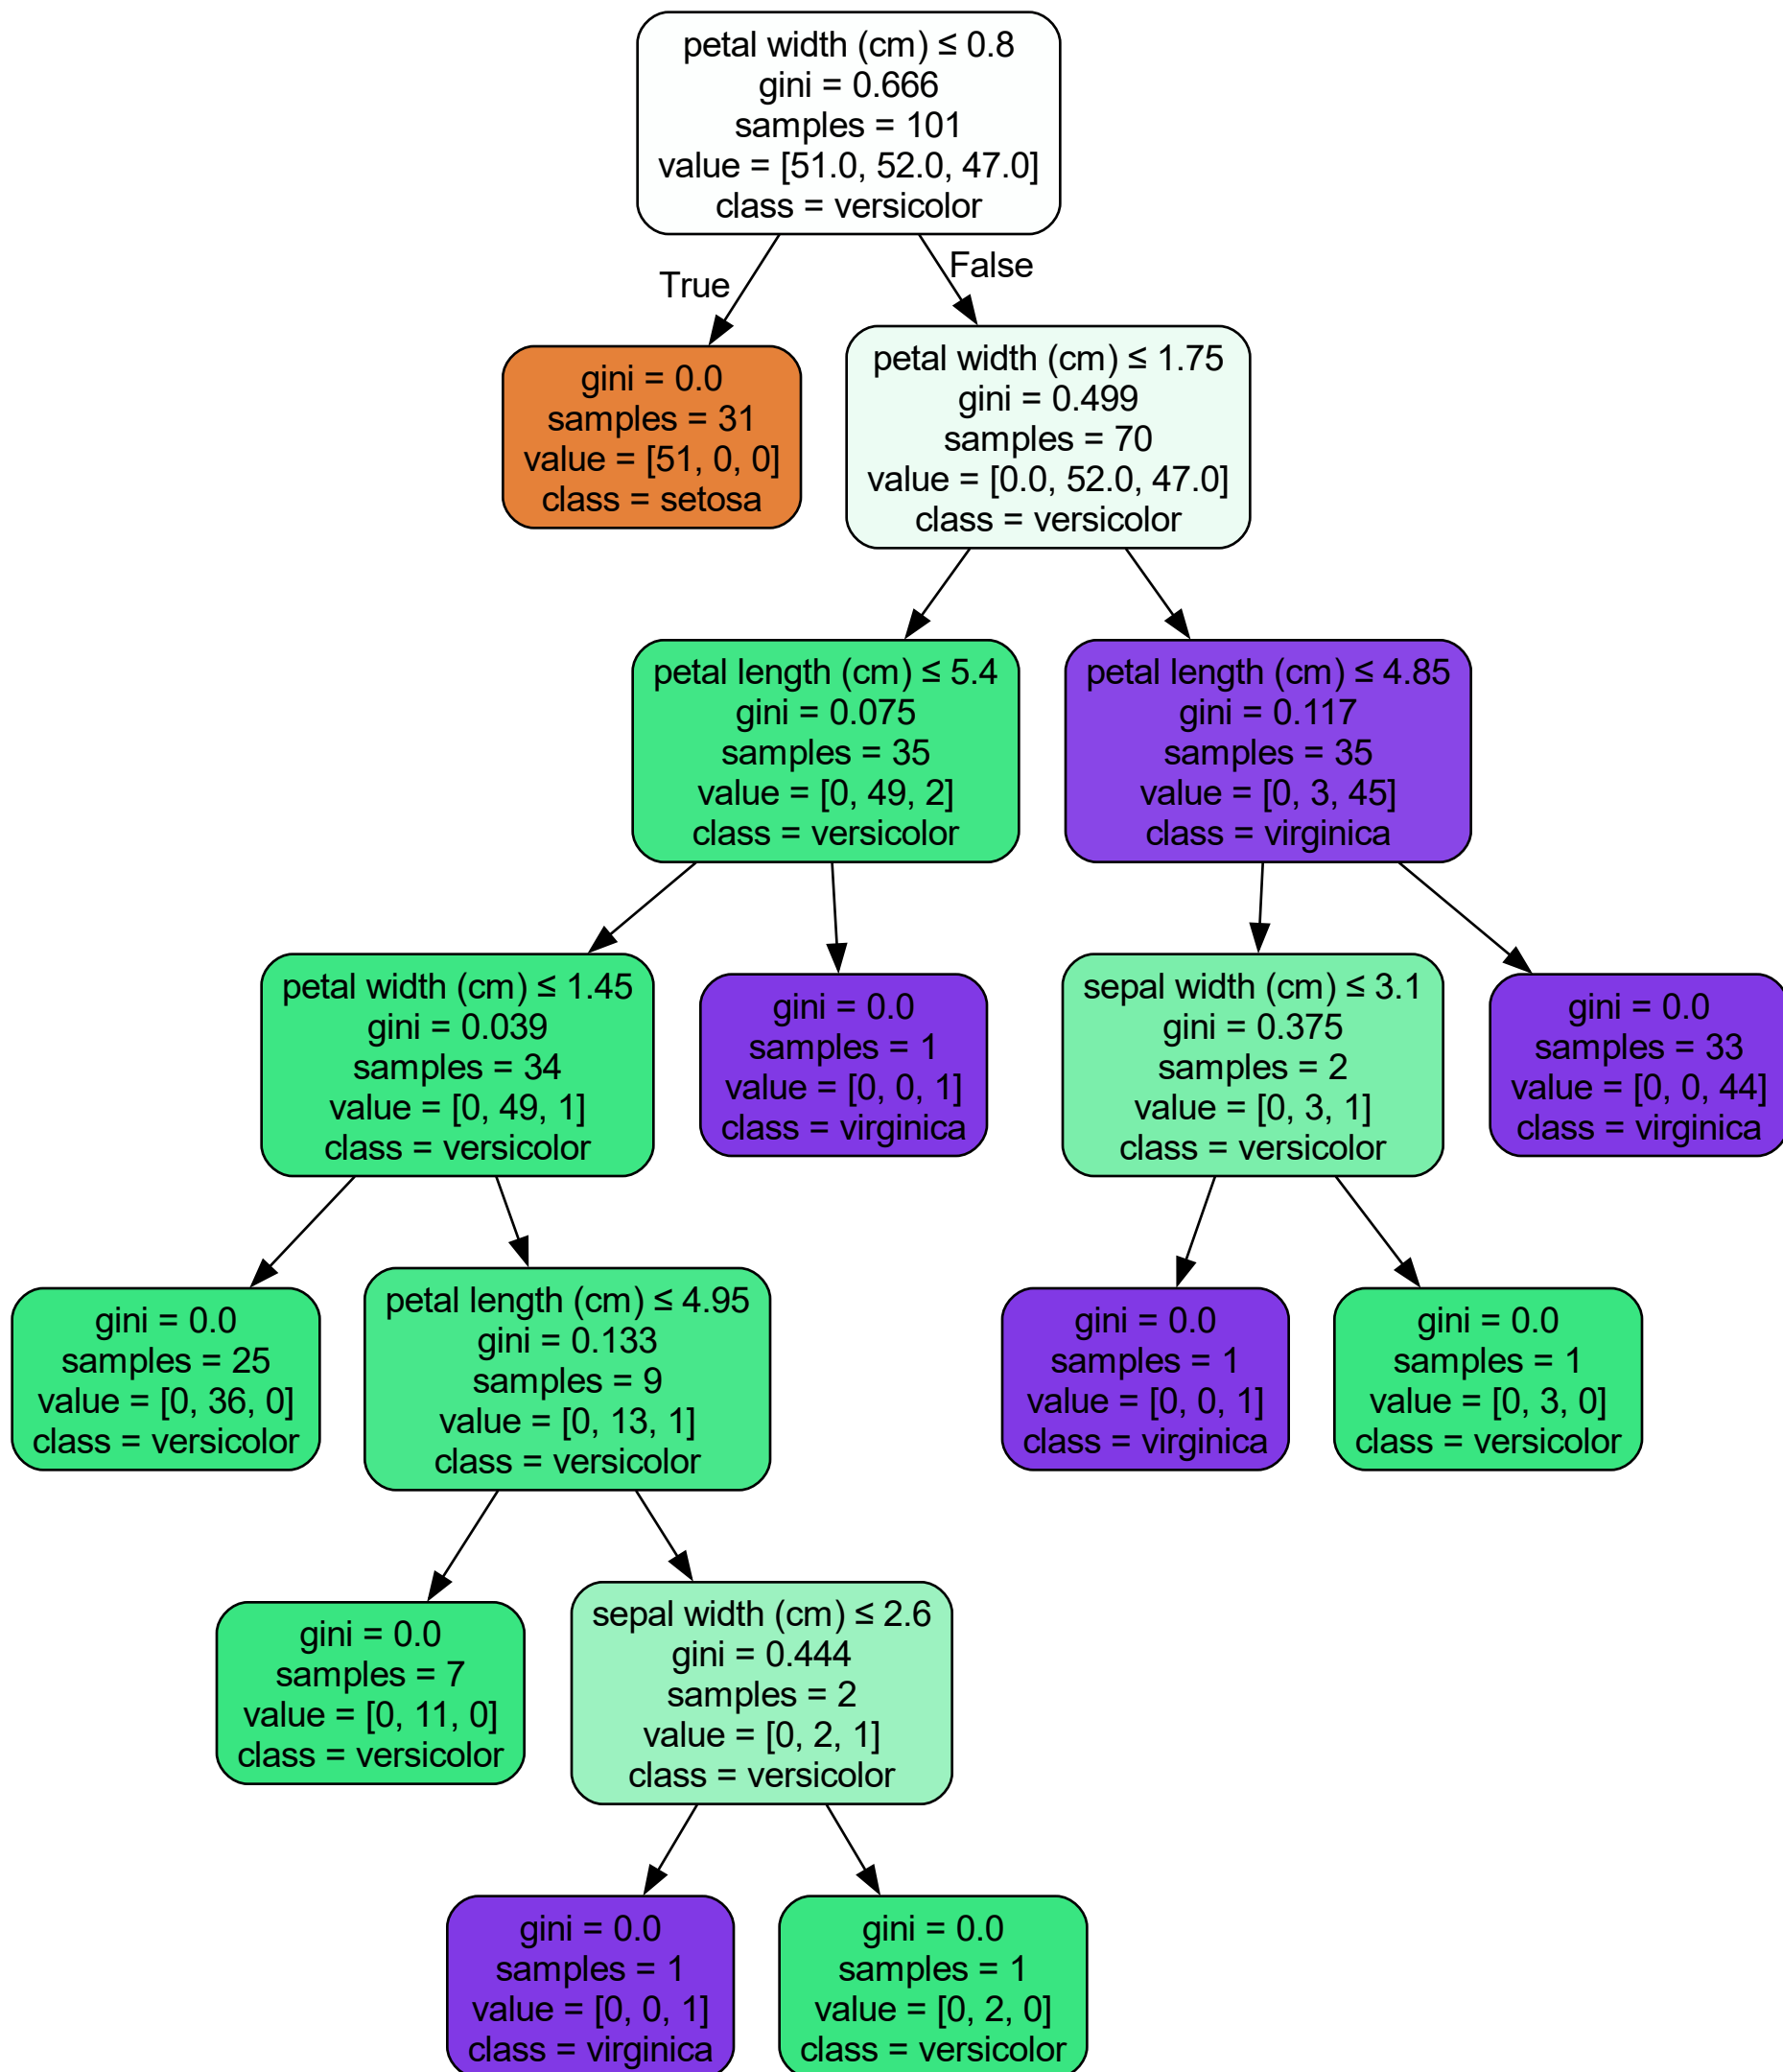 petal width (cm) ≤ 0.8
gini = 0.666
samples = 101
value = [51.0, 52.0, 47.0]
class = versicolor
True
False
gini = 0.0
samples = 31
value = [51, 0, 0]
class = setosa
petal width (cm) ≤ 1.75
gini = 0.499
samples = 70
value = [0.0, 52.0, 47.0]
class = versicolor
petal length (cm) ≤ 5.4
gini = 0.075
samples = 35
value = [0, 49, 2]
class = versicolor
petal length (cm) ≤ 4.85
gini = 0.117
samples = 35
value = [0, 3, 45]
class = virginica
petal width (cm) ≤ 1.45
gini = 0.039
samples = 34
value = [0, 49, 1]
class = versicolor
gini = 0.0
samples = 1
value = [0, 0, 1]
class = virginica
sepal width (cm) ≤ 3.1
gini = 0.375
samples = 2
value = [0, 3, 1]
class = versicolor
gini = 0.0
samples = 33
value = [0, 0, 44]
class = virginica
gini = 0.0
samples = 25
value = [0, 36, 0]
class = versicolor
petal length (cm) ≤ 4.95
gini = 0.133
samples = 9
value = [0, 13, 1]
class = versicolor
gini = 0.0
samples = 1
value = [0, 0, 1]
class = virginica
gini = 0.0
samples = 1
value = [0, 3, 0]
class = versicolor
gini = 0.0
samples = 7
value = [0, 11, 0]
class = versicolor
sepal width (cm) ≤ 2.6
gini = 0.444
samples = 2
value = [0, 2, 1]
class = versicolor
gini = 0.0
samples = 1
value = [0, 0, 1]
class = virginica
gini = 0.0
samples = 1
value = [0, 2, 0]
class = versicolor